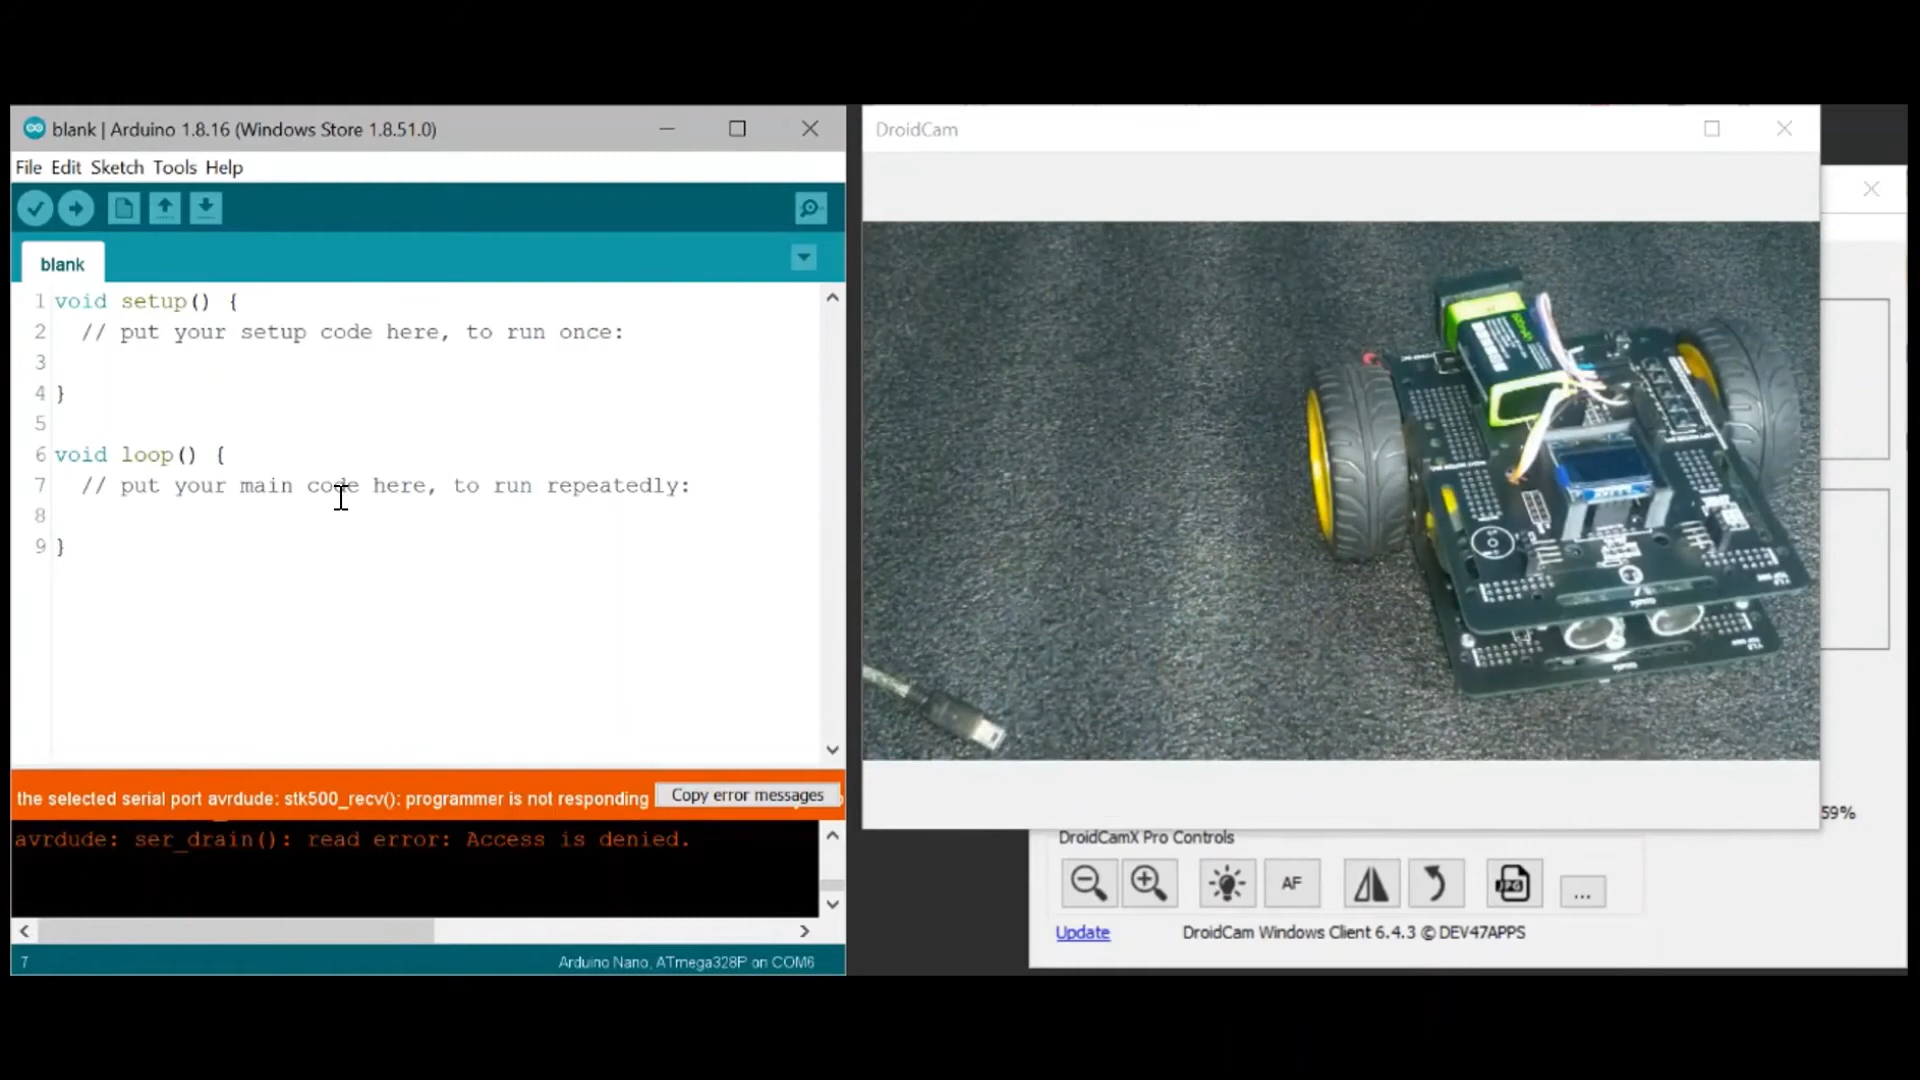 blank | Arduino 1.8.16 (Windows Store 1.8.51.0)
File Edit Sketch Tools Help
blank
1 void setup() {
2 // put your setup code here, to run once:
3
4 }
5
6 void loop() {
7 // put your main code here, to run repeatedly:
8
9 }
the selected serial port avrdude: stk500_recv(): programmer is not responding
Copy error messages
avrdude: ser_drain(): read error: Access is denied.
7
Arduino Nano, ATmega328P on COM6
DroidCam
59%
DroidCamX Pro Controls
AF
JPG
...
Update
DroidCam Windows Client 6.4.3 © DEV47APPS